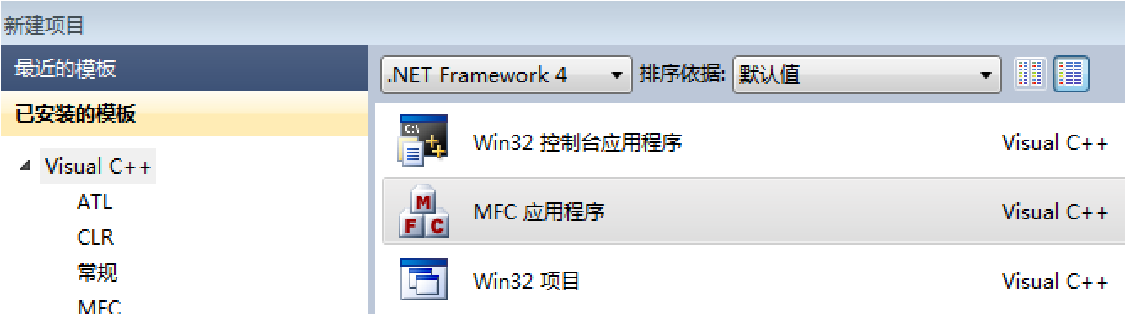 新建项目
最近的模板
已安装的模板
Visual C++
ATL
CLR
常规
MFC
.NET Framework 4 排序依据: 默认值
C:\
Win32 控制台应用程序 Visual C++
M
F C
MFC 应用程序 Visual C++
Win32 项目 Visual C++